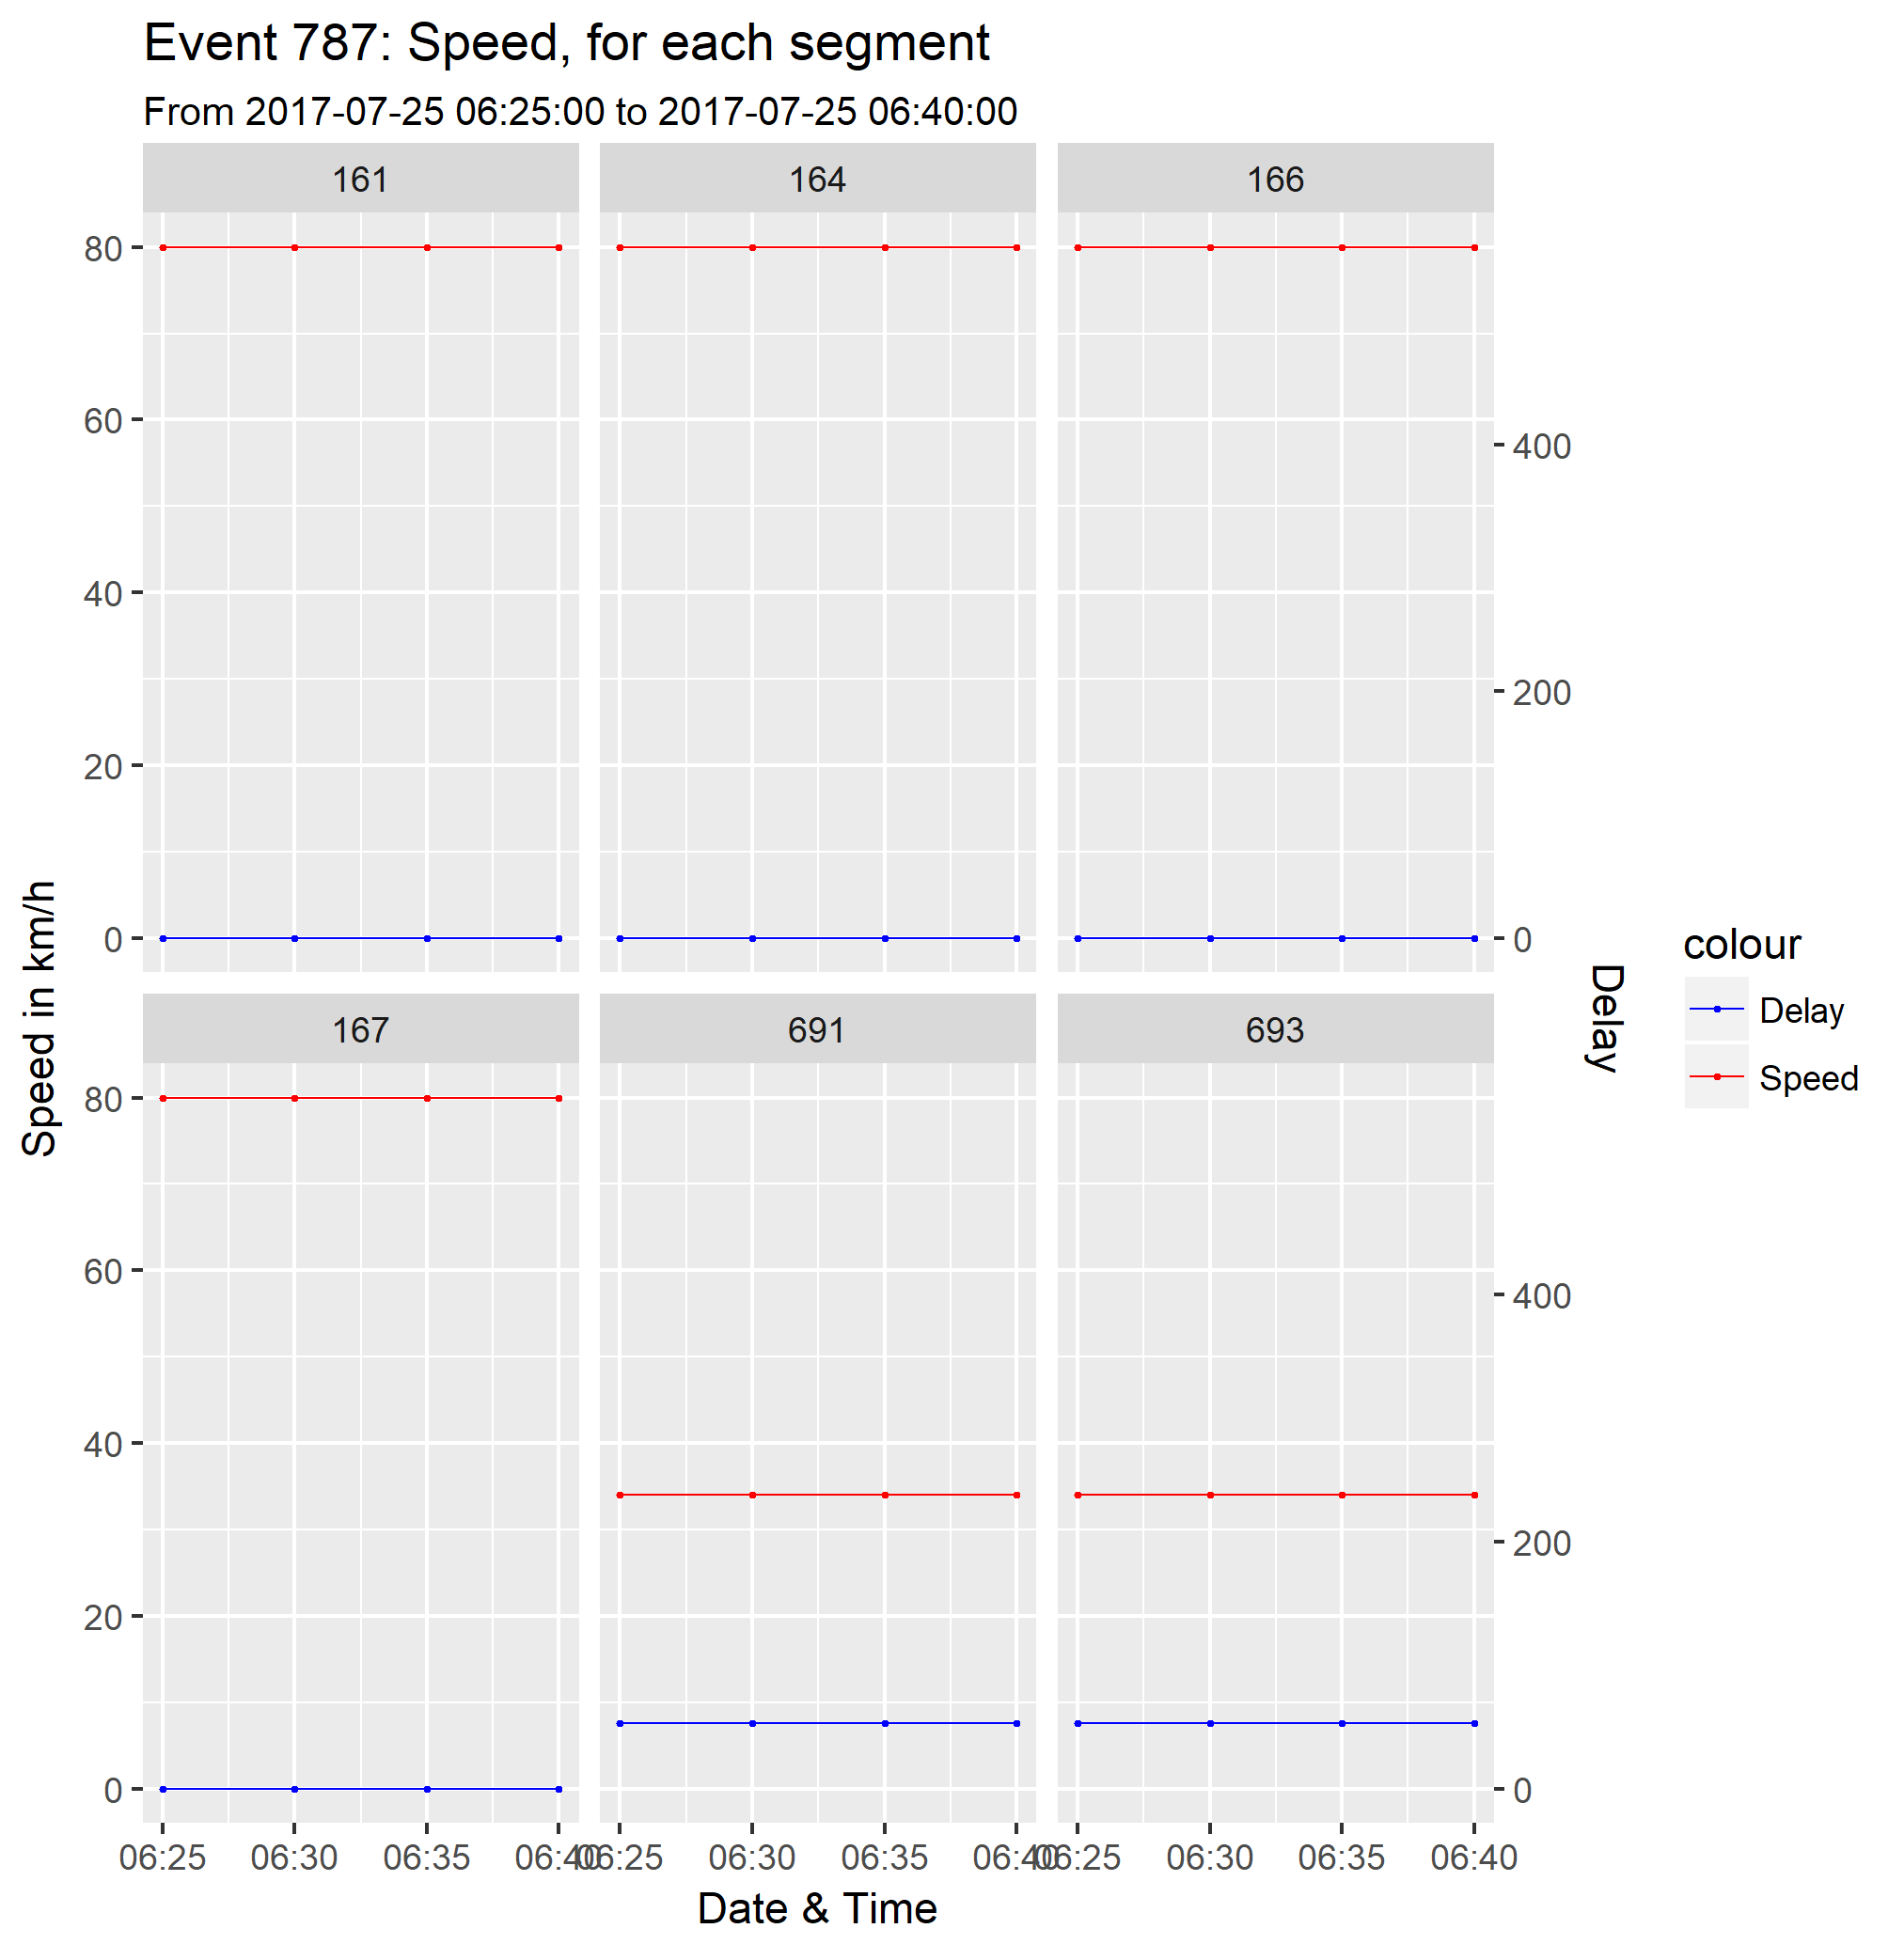 Event 787: Speed, for each segment
From 2017-07-25 06:25:00 to 2017-07-25 06:40:00
161 164 166
80
60
40
20
0
400
200
0
Speed in km/h
167 691 693
80
60
40
20
0
400
200
0
Delay
colour
Delay
Speed
06:25 06:30 06:35 06:40 06:25 06:30 06:35 06:40 06:25 06:30 06:35 06:40
Date & Time